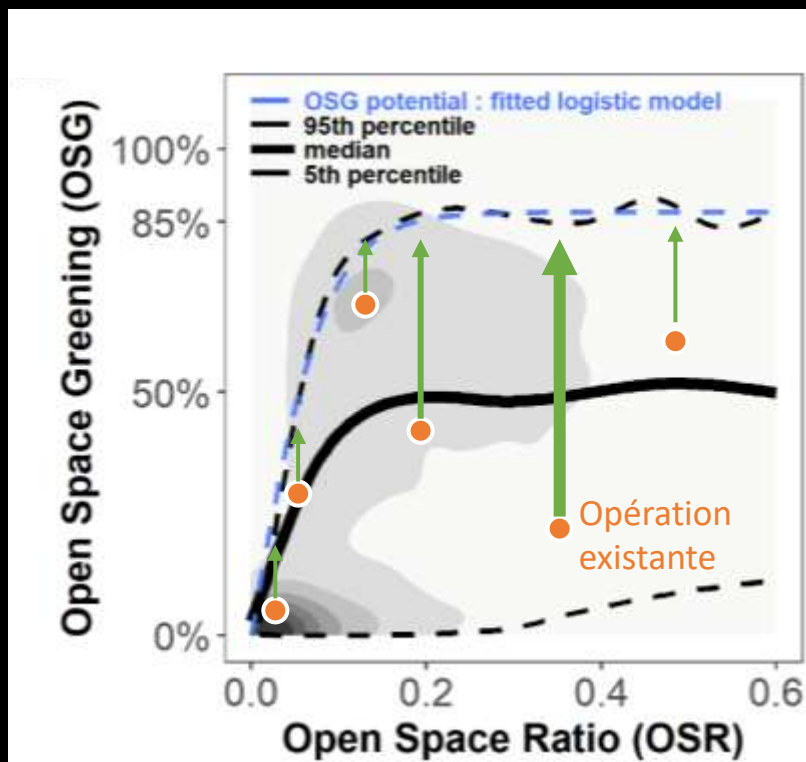 OSG potential : fitted logistic model
95th percentile
median
5th percentile
Open Space Greening (OSG)
100%
85%
50%
0%
Opération
existante
0.0
0.2
0.4
0.6
Open Space Ratio (OSR)